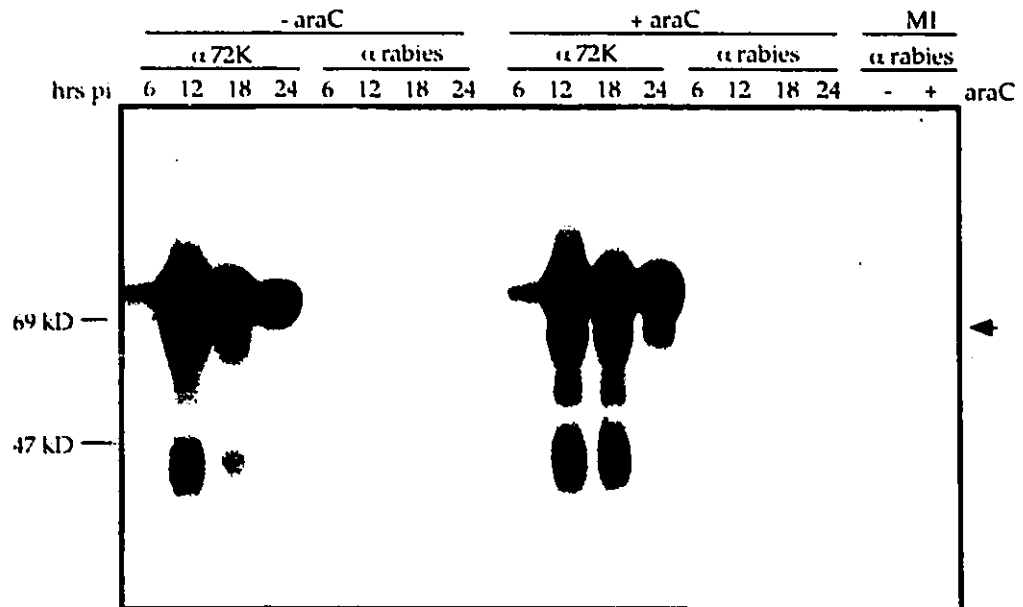 - araC + araC MI
α 72K α rabies α 72K α rabies α rabies
hrs pi 6 12 18 24 6 12 18 24 6 12 18 24 6 12 18 24 - + araC
69 kD
47 kD